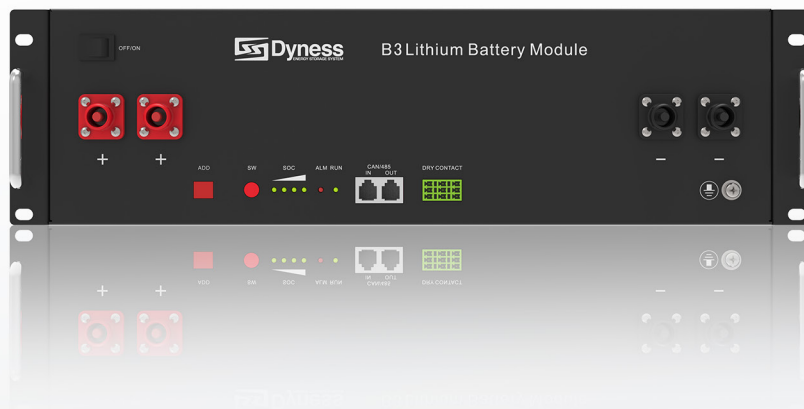 OFF/ON
Dyness
ENERGY STORAGE SYSTEM
B3 Lithium Battery Module
+ + − −
ADD SW SOC ALM RUN CAN/485 DRY CONTACT
IN OUT